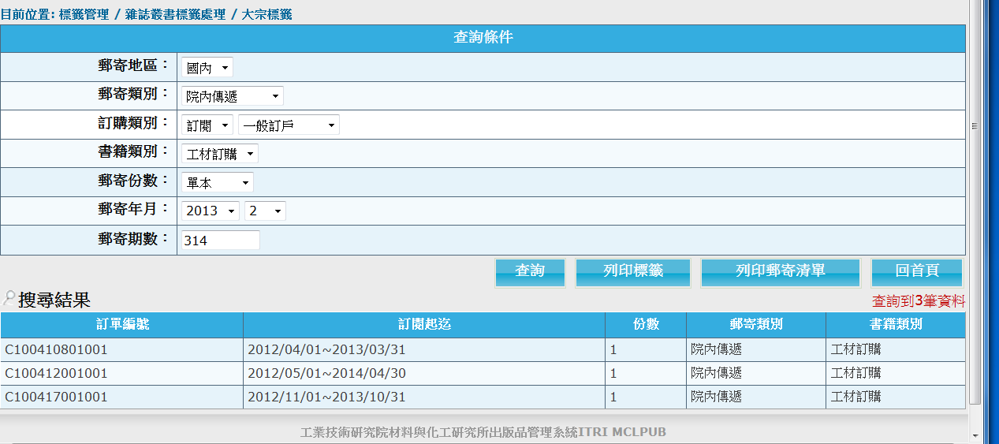 目前位置: 標籤管理 / 雜誌叢書標籤處理 / 大宗標籤
查詢條件
郵寄地區： 國內
郵寄類別： 院內傳遞
訂購類別： 訂閱 一般訂戶
書籍類別： 工材訂購
郵寄份數： 單本
郵寄年月： 2013 2
郵寄期數： 314
查詢 列印標籤 列印郵寄清單 回首頁
搜尋結果 查詢到3筆資料
訂單編號 訂閱起迄 份數 郵寄類別 書籍類別
C100410801001 2012/04/01~2013/03/31 1 院內傳遞 工材訂購
C100412001001 2012/05/01~2014/04/30 1 院內傳遞 工材訂購
C100417001001 2012/11/01~2013/10/31 1 院內傳遞 工材訂購
工業技術研究院材料與化工研究所出版品管理系統ITRI MCLPUB